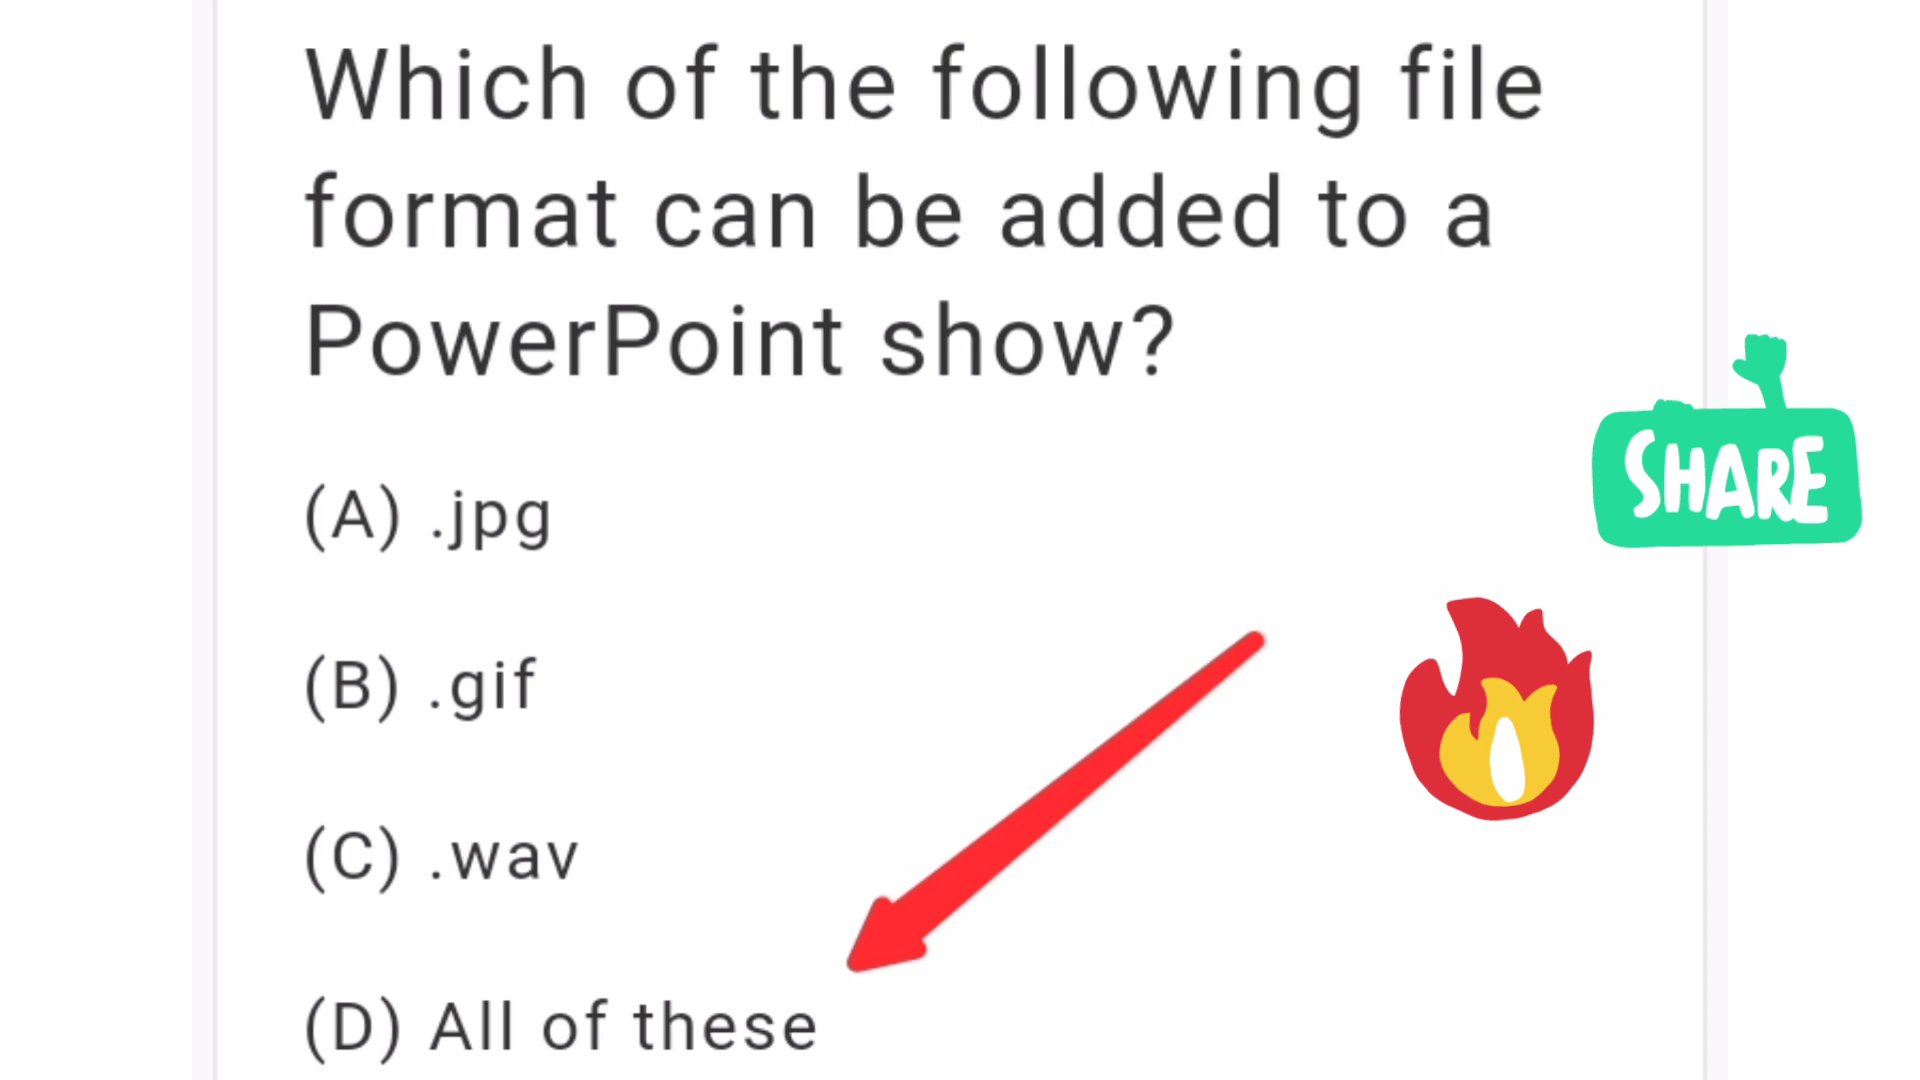 Which of the following file
format can be added to a
PowerPoint show?
(A) .jpg
SHARE
(B) .gif
(C) .wav
(D) All of these